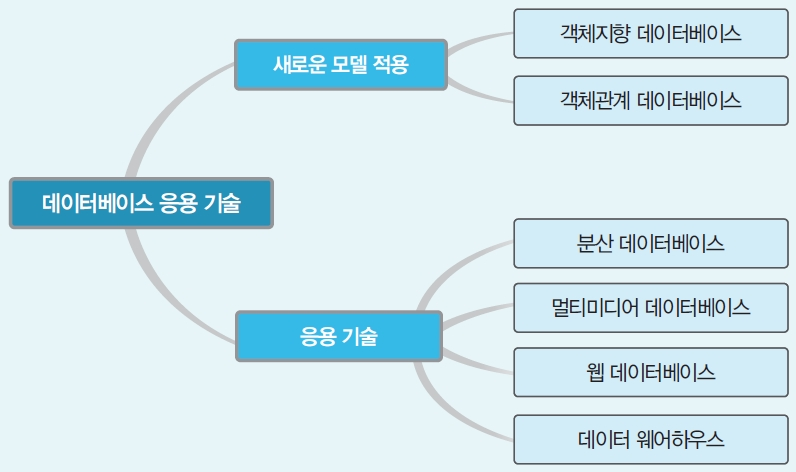 데이터베이스 응용 기술
새로운 모델 적용
객체지향 데이터베이스
객체관계 데이터베이스
응용 기술
분산 데이터베이스
멀티미디어 데이터베이스
웹 데이터베이스
데이터 웨어하우스